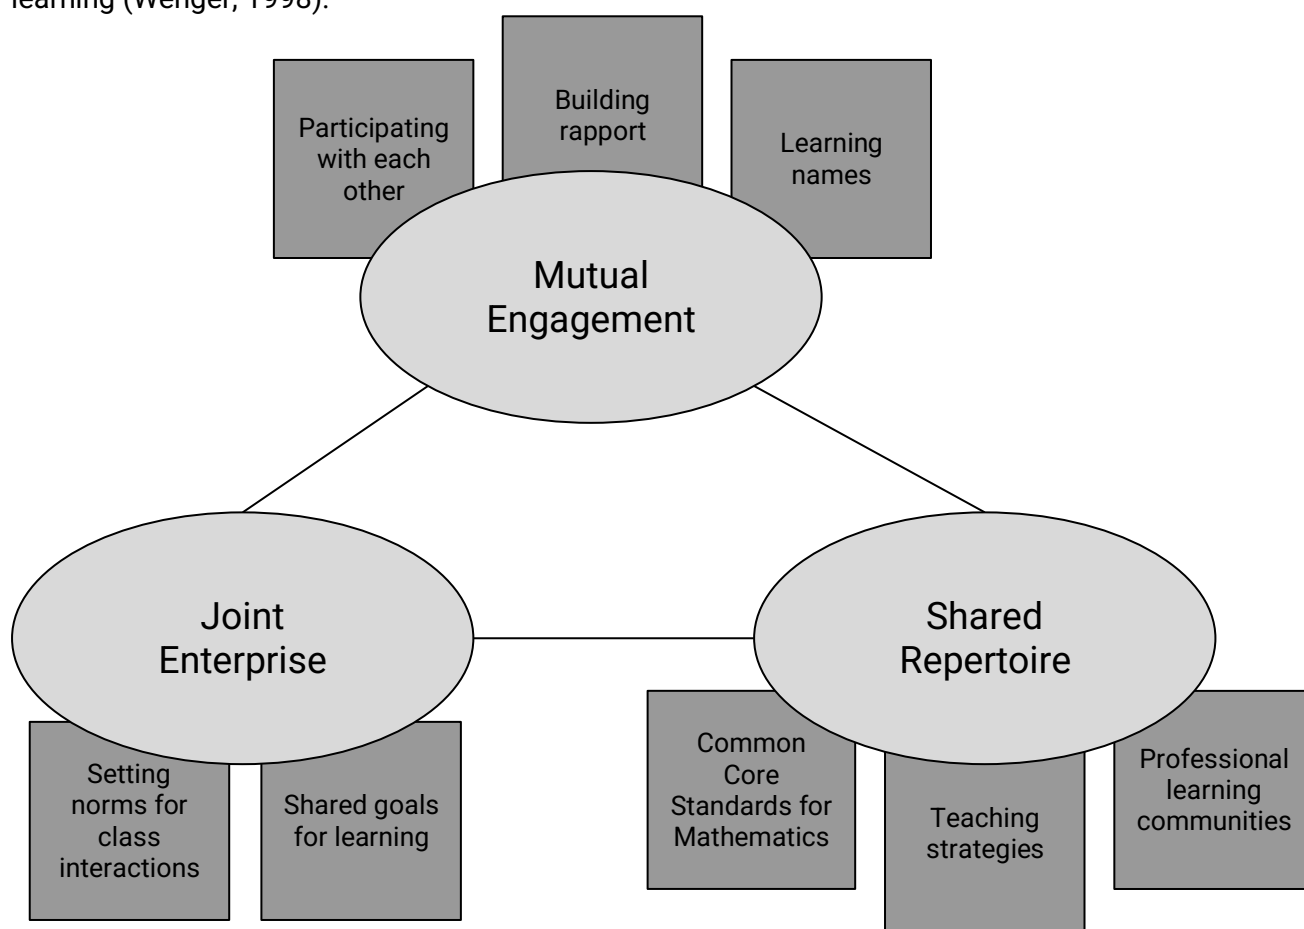 learning (Wenger, 1998).
Building
rapport
Participating
with each
other
Learning
names
Mutual
Engagement
Joint
Enterprise
Shared
Repertoire
Setting
norms for
class
interactions
Shared goals
for learning
Common
Core
Standards for
Mathematics
Teaching
strategies
Professional
learning
communities